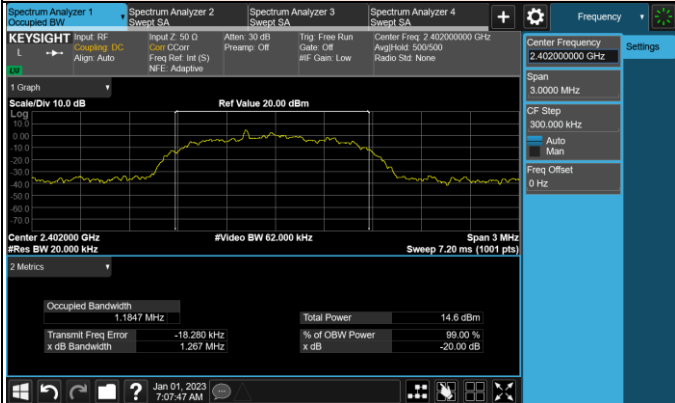 Spectrum Analyzer 1
Occupied BW
Spectrum Analyzer 2
Swept SA
Spectrum Analyzer 3
Swept SA
Spectrum Analyzer 4
Swept SA
Frequency
KEYSIGHT
L
Input: RF
Coupling: DC
Align: Auto
Input Z: 50 Ω
Corr CCorr
Freq Ref: Int (S)
NFE: Adaptive
Atten: 30 dB
Preamp: Off
Trig: Free Run
Gate: Off
#IF Gain: Low
Center Freq: 2.402000000 GHz
Avg|Hold: 500/500
Radio Std: None
Center Frequency
2.402000000 GHz
Settings
Span
3.0000 MHz
CF Step
300.000 kHz
Auto
Man
Freq Offset
0 Hz
1 Graph
Scale/Div 10.0 dB
Ref Value 20.00 dBm
Log
10.0
0.00
-10.0
-20.0
-30.0
-40.0
-50.0
-60.0
-70.0
Center 2.402000 GHz
#Video BW 62.000 kHz
Span 3 MHz
#Res BW 20.000 kHz
Sweep 7.20 ms (1001 pts)
2 Metrics
Occupied Bandwidth
1.1847 MHz
Total Power 14.6 dBm
Transmit Freq Error -18.280 kHz
% of OBW Power 99.00 %
x dB Bandwidth 1.267 MHz
x dB -20.00 dB
?
Jan 01, 2023
7:07:47 AM